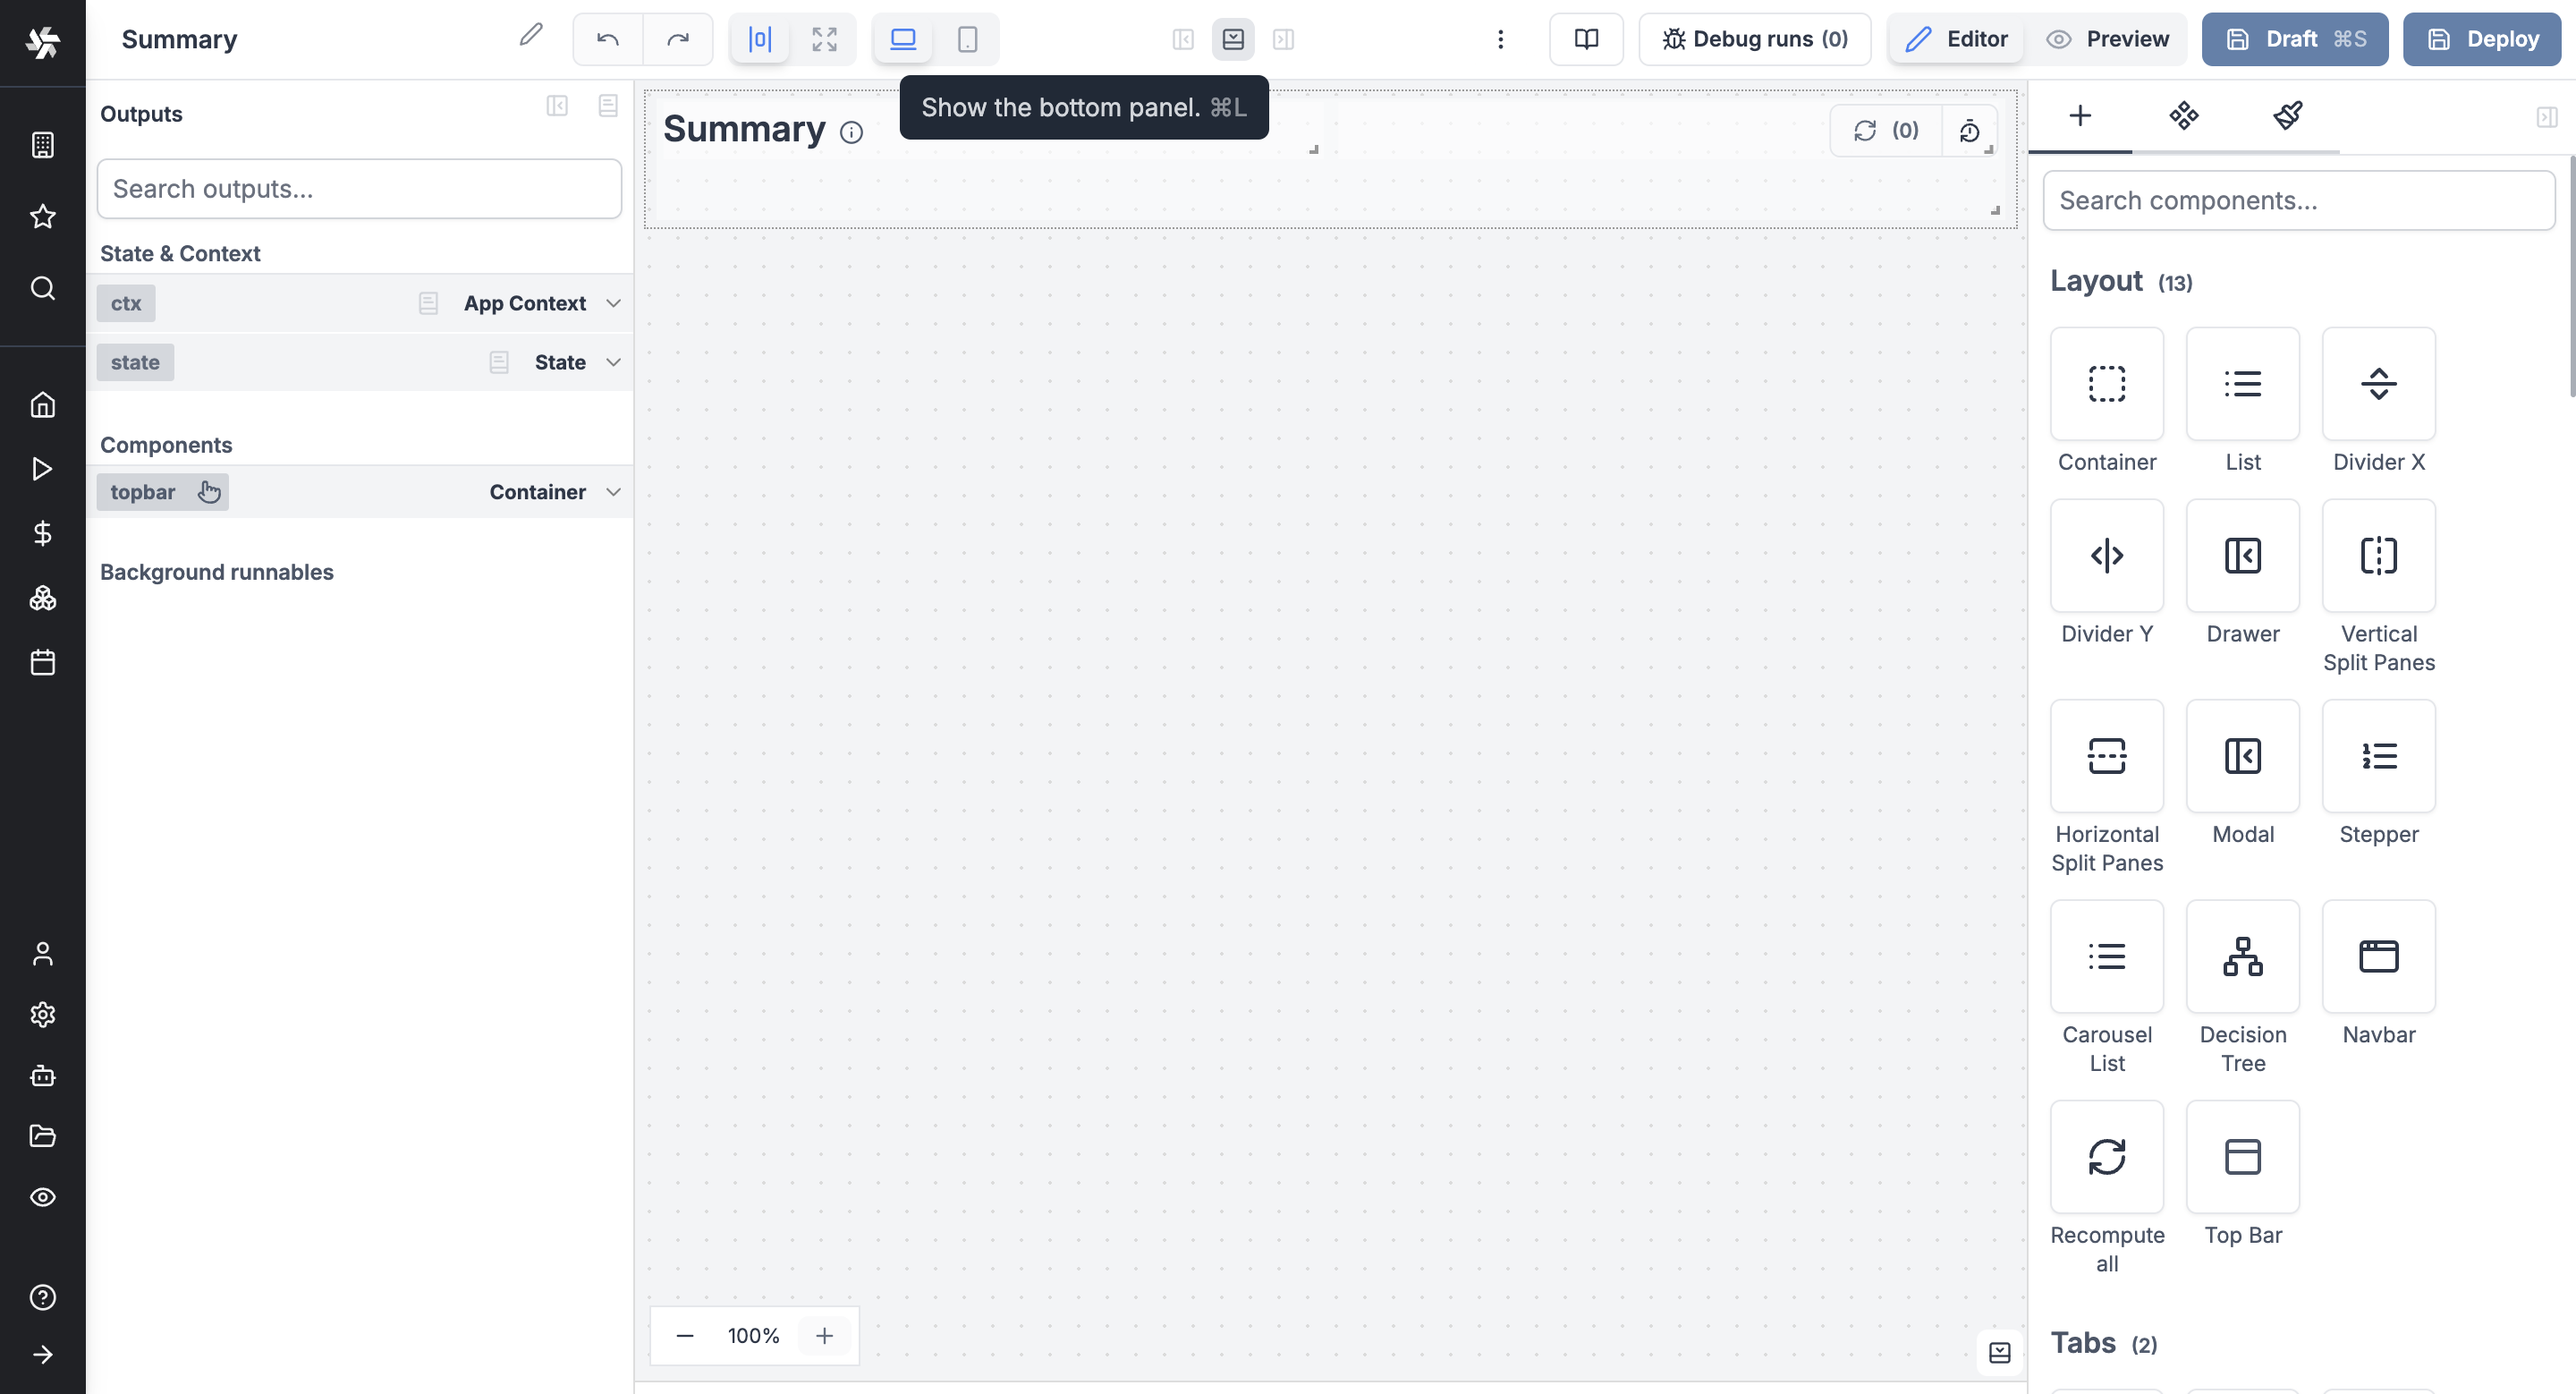 Summary
Debug runs (0)
Editor
Preview
Draft ⌘S
Deploy
Show the bottom panel. ⌘L
Outputs
Search outputs...
State & Context
ctx
App Context
state
State
Components
topbar
Container
Background runnables
Summary
(0)
100%
Search components...
Layout (13)
Container
List
Divider X
Divider Y
Drawer
Vertical
Split Panes
Horizontal
Split Panes
Modal
Stepper
Carousel
List
Decision
Tree
Navbar
Recompute
all
Top Bar
Tabs (2)